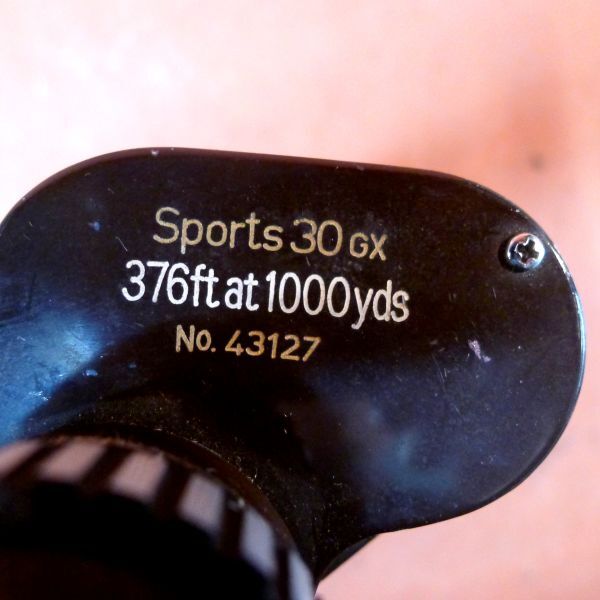 Sports 30 GX
376ft at 1000yds
No. 43127